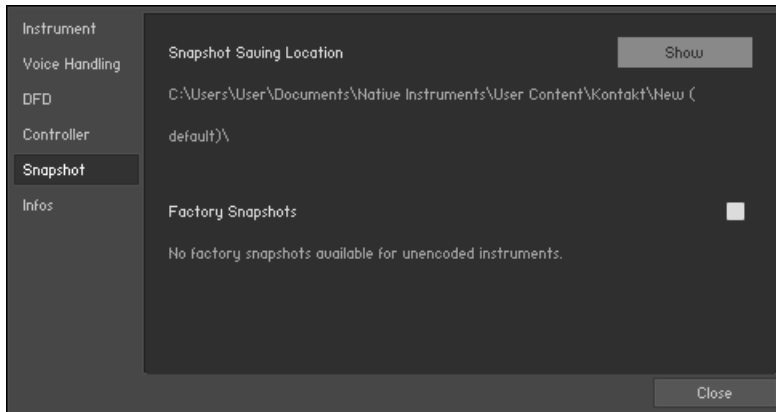 Instrument
Voice Handling
DFD
Controller
Snapshot
Infos
Snapshot Saving Location
Show
C:\Users\User\Documents\Native Instruments\User Content\Kontakt\New (
default)\
Factory Snapshots
No factory snapshots available for unencoded instruments.
Close